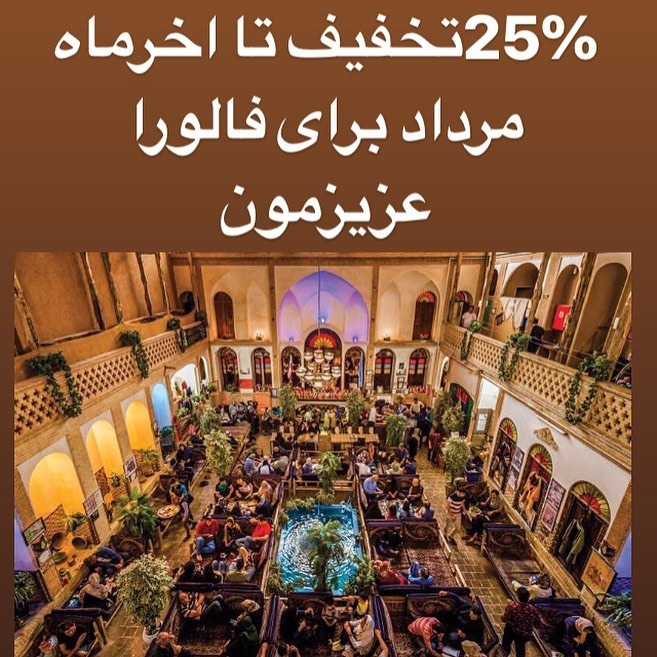 25%تخفیف تا اخرماه
مرداد برای فالورا
عزیزمون